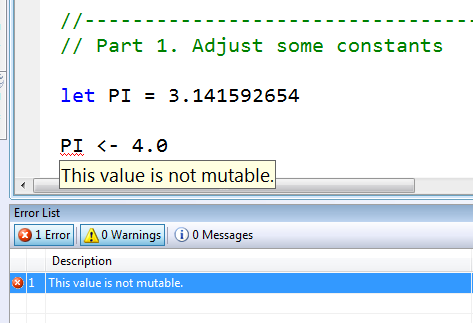 //-----------------------------------
// Part 1. Adjust some constants
let PI = 3.141592654
PI <- 4.0
This value is not mutable.
Error List
1 Error
0 Warnings
0 Messages
Description
1 This value is not mutable.